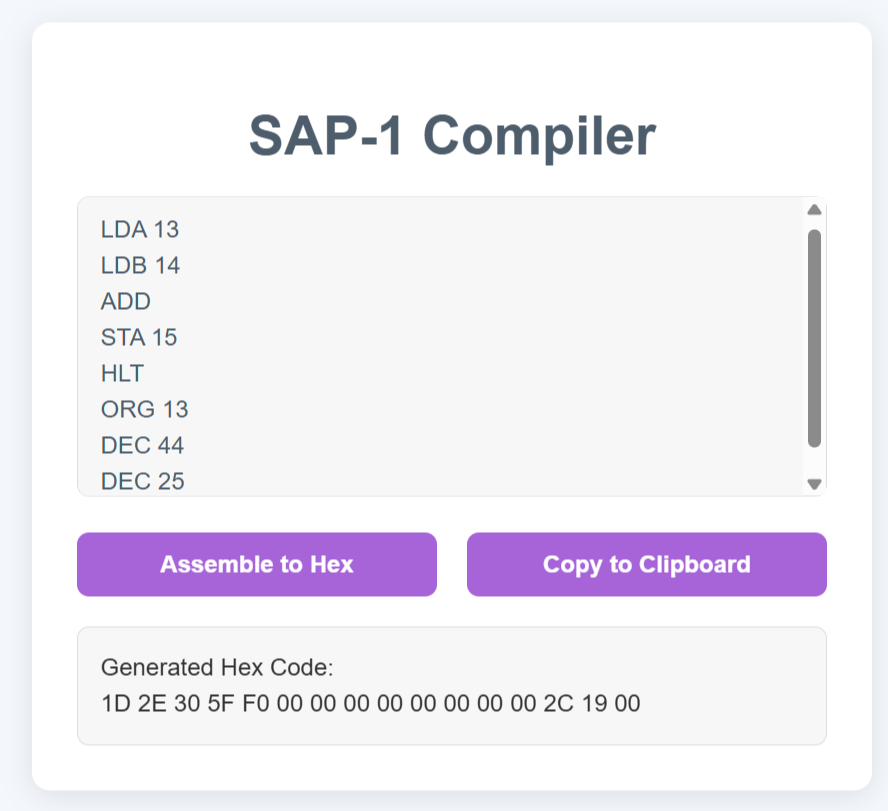 SAP-1 Compiler
LDA 13
LDB 14
ADD
STA 15
HLT
ORG 13
DEC 44
DEC 25
Assemble to Hex
Copy to Clipboard
Generated Hex Code:
1D 2E 30 5F F0 00 00 00 00 00 00 00 00 2C 19 00